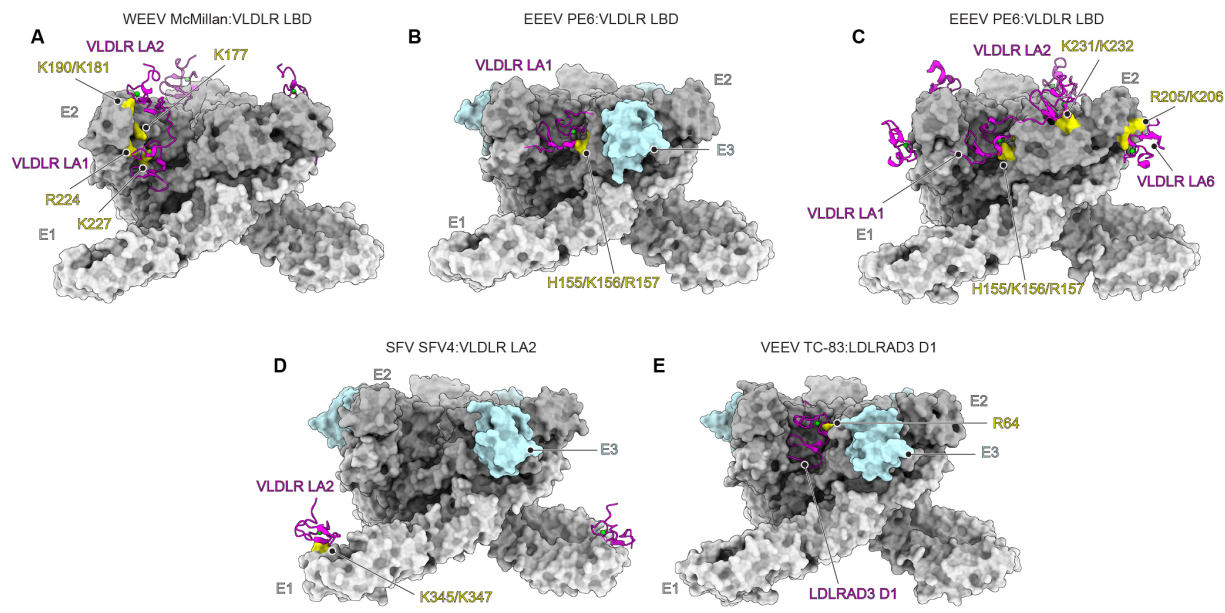 WEEV McMillan:VLDLR LBD
A
VLDLR LA2
K177
K190/K181
E2
VLDLR LA1
R224
K227
E1
EEEV PE6:VLDLR LBD
B
VLDLR LA1
E2
E3
H155/K156/R157
EEEV PE6:VLDLR LBD
C
VLDLR LA2
K231/K232
E2
R205/K206
VLDLR LA6
VLDLR LA1
E1
H155/K156/R157
SFV SFV4:VLDLR LA2
D
E2
E3
VLDLR LA2
K345/K347
E1
VEEV TC-83:LDLRAD3 D1
E
E2
R64
E3
LDLRAD3 D1
E1